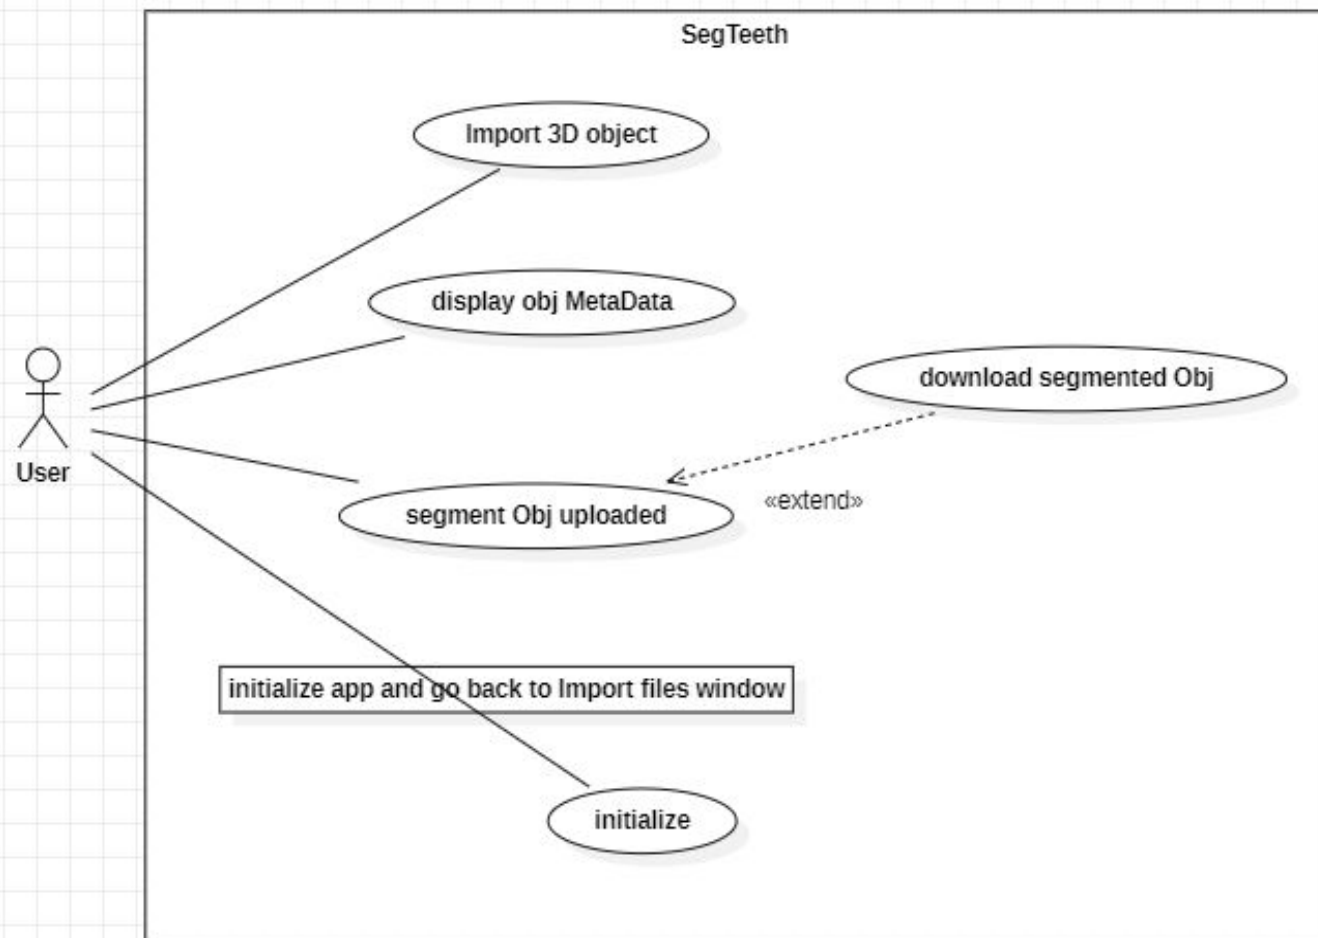 SegTeeth
Import 3D object
display obj MetaData
download segmented Obj
User
«extend»
segment Obj uploaded
initialize app and go back to Import files window
initialize